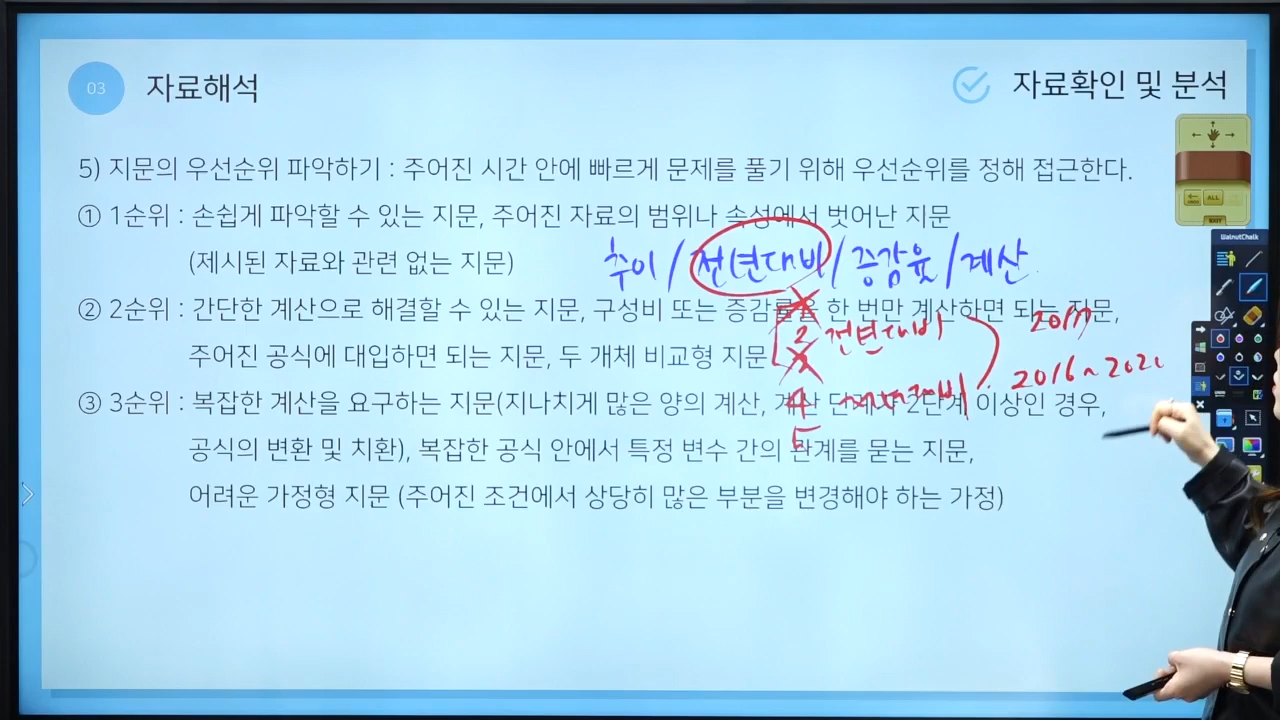 03 자료해석
자료확인 및 분석
5) 지문의 우선순위 파악하기 : 주어진 시간 안에 빠르게 문제를 풀기 위해 우선순위를 정해 접근한다.
① 1순위 : 손쉽게 파악할 수 있는 지문, 주어진 자료의 범위나 속성에서 벗어난 지문
(제시된 자료와 관련 없는 지문)
추이 / 전년대비 / 증감율 / 계산
② 2순위 : 간단한 계산으로 해결할 수 있는 지문, 구성비 또는 증감률을 한 번만 계산하면 되는 지문,
2 전년대비
주어진 공식에 대입하면 되는 지문, 두 개체 비교형 지문
2016~202
③ 3순위 : 복잡한 계산을 요구하는 지문(지나치게 많은 양의 계산, 계산 단계가 2단계 이상인 경우,
4
공식의 변환 및 치환), 복잡한 공식 안에서 특정 변수 간의 관계를 묻는 지문,
5
어려운 가정형 지문 (주어진 조건에서 상당히 많은 부분을 변경해야 하는 가정)
ALL
EXIT
WalnutChalk